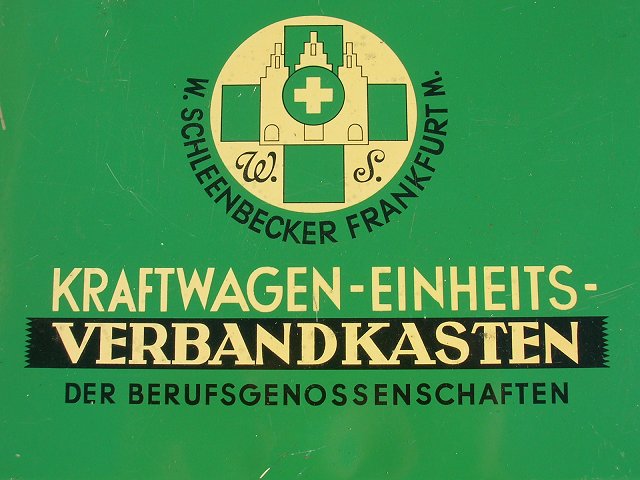 W. S.
W. SCHLEENBECKER FRANKFURT M.
KRAFTWAGEN-EINHEITS-
VERBANDKASTEN
DER BERUFSGENOSSENSCHAFTEN